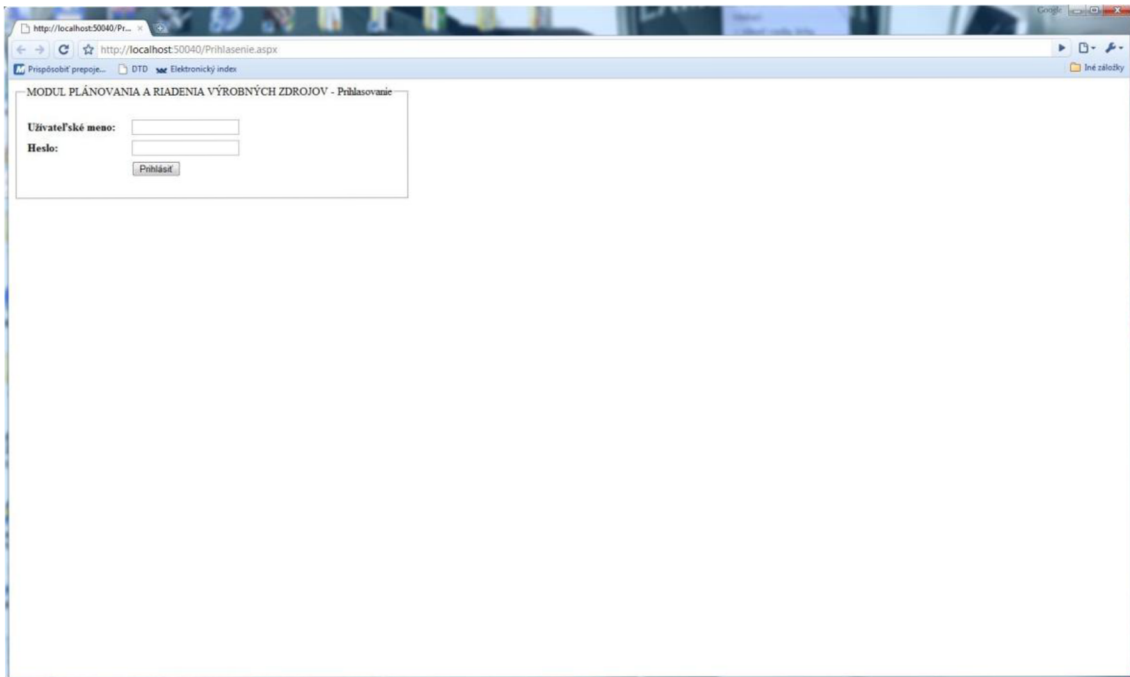 http://localhost:50040/Pr...
Google
http://localhost:50040/Prihlasenie.aspx
Prispôsobiť prepoje... DTD Elektronický index Iné záložky
MODUL PLÁNOVANIA A RIADENIA VÝROBNÝCH ZDROJOV - Prihlasovanie
Užívateľské meno:
Heslo:
Prihlásiť